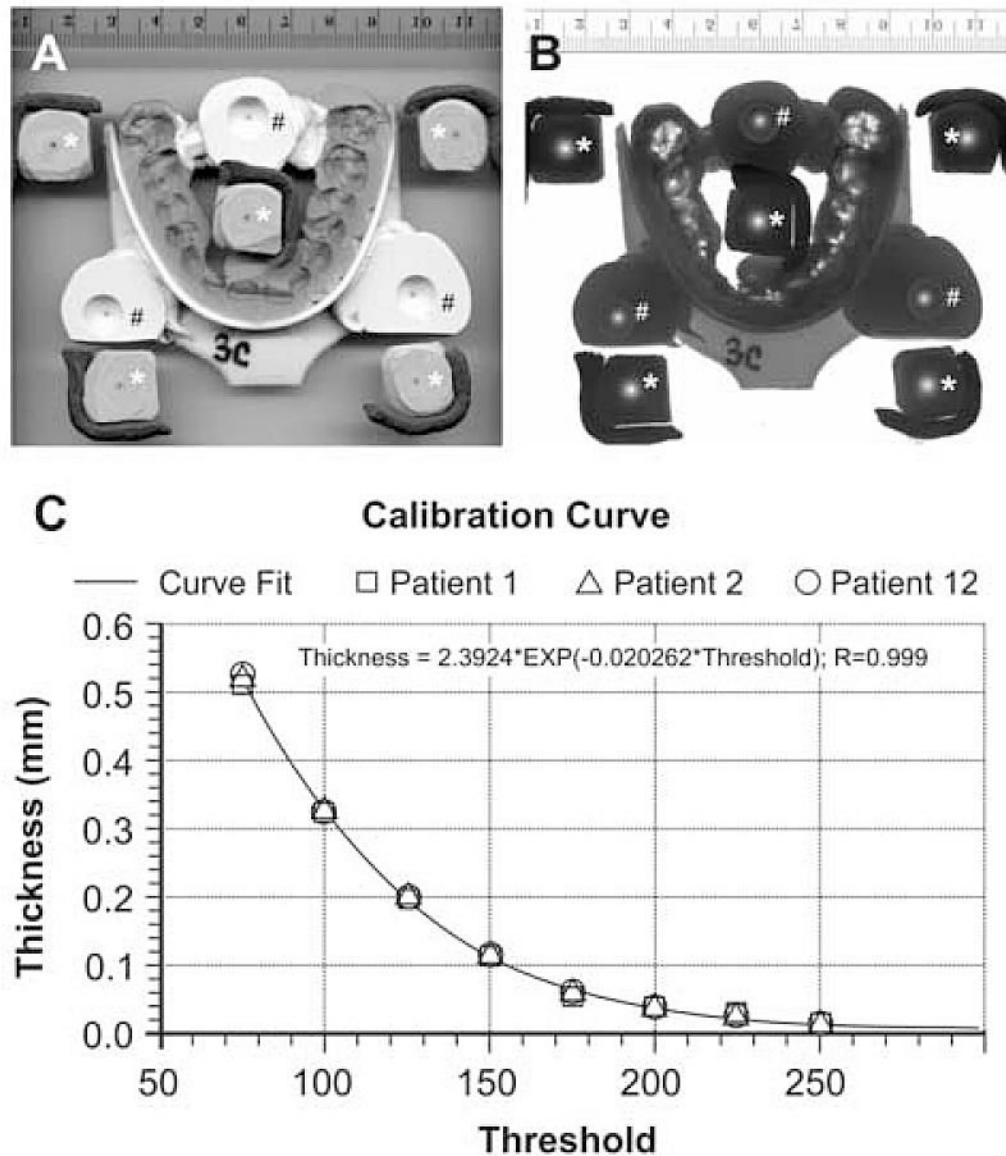 A
B
#
*
*
*
#
#
3C
*
*
#
*
*
*
#
#
3C
*
*
C
Calibration Curve
Curve Fit Patient 1 Patient 2 Patient 12
Thickness = 2.3924*EXP(-0.020262*Threshold); R=0.999
0.6
0.5
0.4
0.3
0.2
0.1
0.0
Thickness (mm)
50 100 150 200 250
Threshold